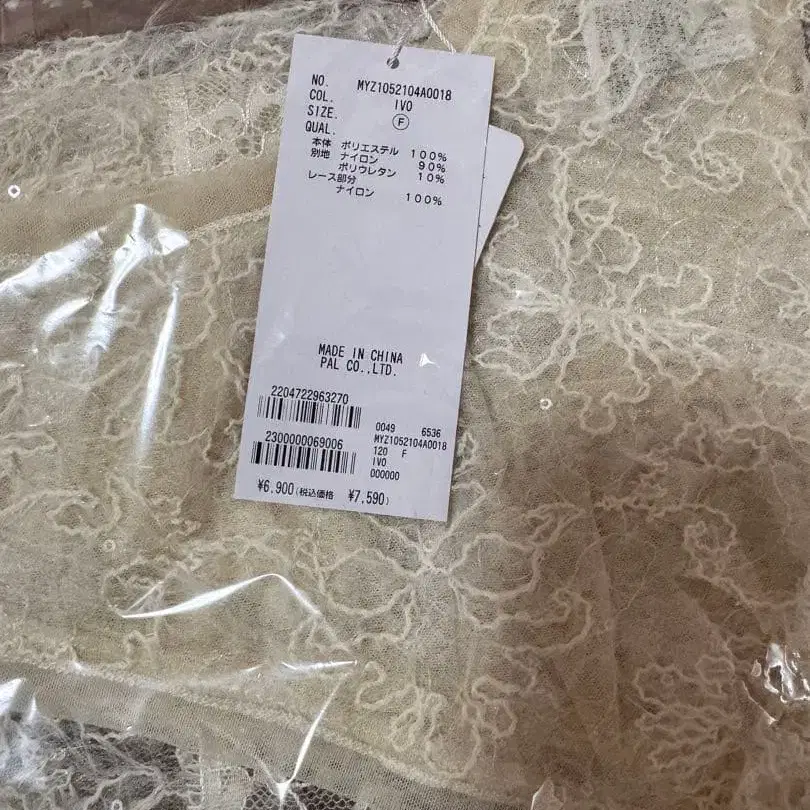 NO. MYZ1052104A0018
COL. IVO
SIZE. F
QUAL.
本体 ポリエステル 100%
別地 ナイロン 90%
ポリウレタン 10%
レース部分
ナイロン 100%
MADE IN CHINA
PAL CO.,LTD.
2204722963270
2300000069006
0049 6536
MYZ1052104A0018
120 F
IVO
000000
¥6,900(税込価格 ¥7,590)